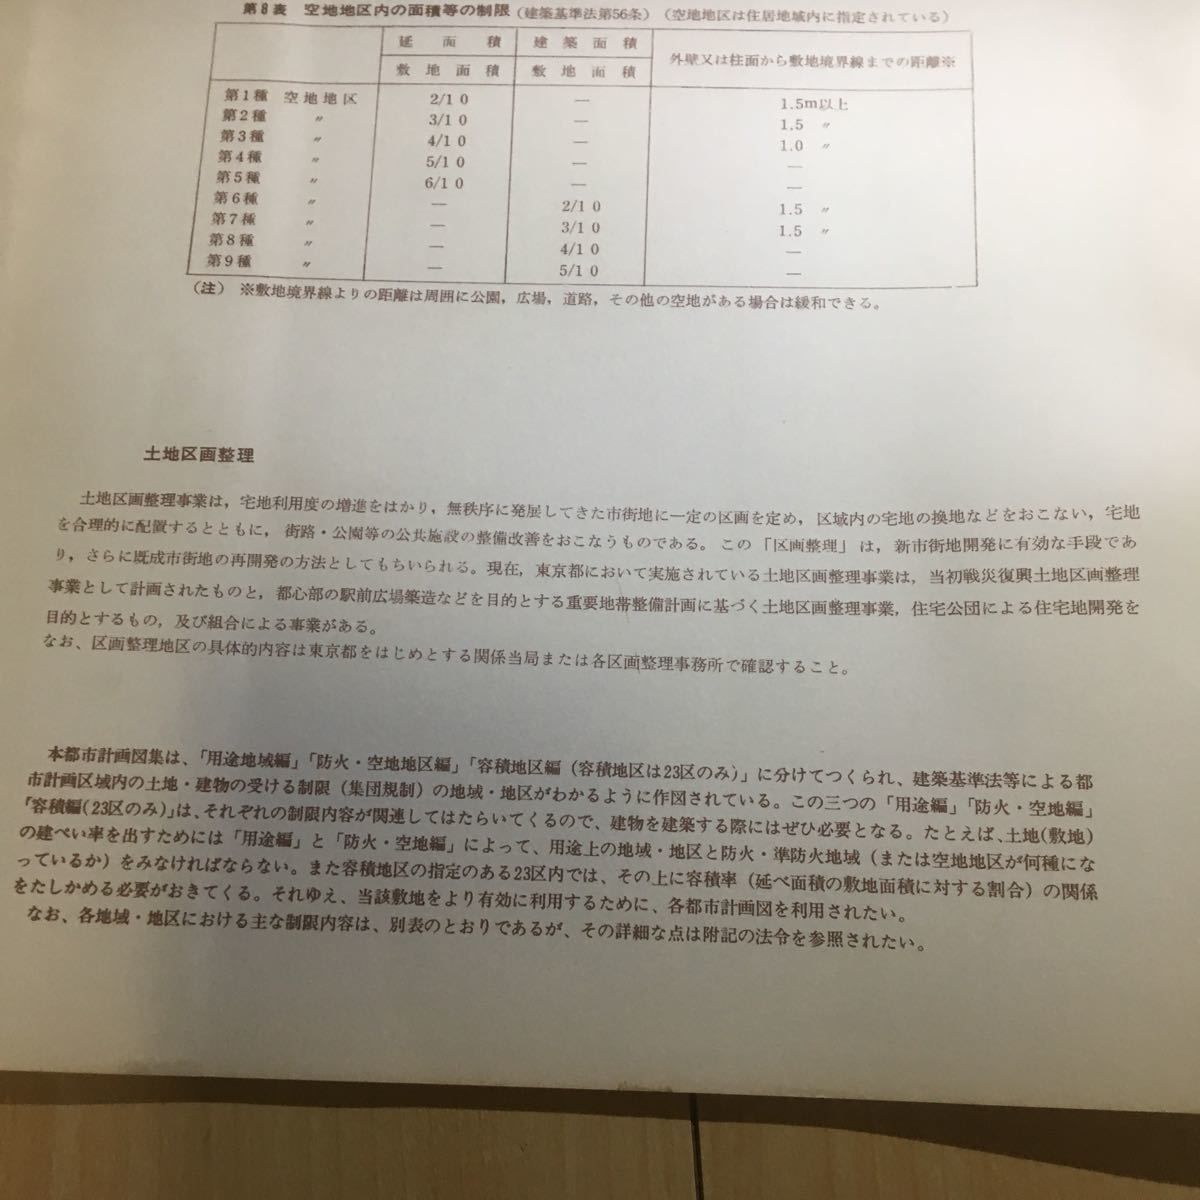 第8表 空地地区内の面積等の制限(建築基準法第56条)(空地地区は住居地域内に指定されている)
延面積 建築面積 外壁又は柱面から敷地境界線までの距離※
敷地面積 敷地面積
第1種 空地地区 2/10 — 1.5m以上
第2種 〃 3/10 — 1.5 〃
第3種 〃 4/10 — 1.0 〃
第4種 〃 5/10 — —
第5種 〃 6/10 — —
第6種 〃 — 2/10 1.5 〃
第7種 〃 — 3/10 1.5 〃
第8種 〃 — 4/10 —
第9種 〃 — 5/10 —
(注) ※敷地境界線よりの距離は周囲に公園,広場,道路,その他の空地がある場合は緩和できる。
土地区画整理
土地区画整理事業は,宅地利用度の増進をはかり,無秩序に発展してきた市街地に一定の区画を定め,区域内の宅地の換地などをおこない,宅地
を合理的に配置するとともに,街路・公園等の公共施設の整備改善をおこなうものである。この「区画整理」は,新市街地開発に有効な手段であ
り,さらに既成市街地の再開発の方法としてもちいられる。現在,東京都において実施されている土地区画整理事業は,当初戦災復興土地区画整理
事業として計画されたものと,都心部の駅前広場築造などを目的とする重要地帯整備計画に基づく土地区画整理事業,住宅公団による住宅地開発を
目的とするもの,及び組合による事業がある。
なお、区画整理地区の具体的内容は東京都をはじめとする関係当局または各区画整理事務所で確認すること。
本都市計画図集は、「用途地域編」「防火・空地地区編」「容積地区編(容積地区は23区のみ)」に分けてつくられ、建築基準法等による都
市計画区域内の土地・建物の受ける制限(集団規制)の地域・地区がわかるように作図されている。この三つの「用途編」「防火・空地編」
「容積編(23区のみ)」は、それぞれの制限内容が関連してはたらいてくるので、建物を建築する際にはぜひ必要となる。たとえば、土地(敷地)
の建ぺい率を出すためには「用途編」と「防火・空地編」によって、用途上の地域・地区と防火・準防火地域(または空地地区が何種にな
っているか)をみなければならない。また容積地区の指定のある23区内では、その上に容積率(延べ面積の敷地面積に対する割合)の関係
をたしかめる必要がおきてくる。それゆえ、当該敷地をより有効に利用するために、各都市計画図を利用されたい。
なお、各地域・地区における主な制限内容は、別表のとおりであるが、その詳細な点は附記の法令を参照されたい。